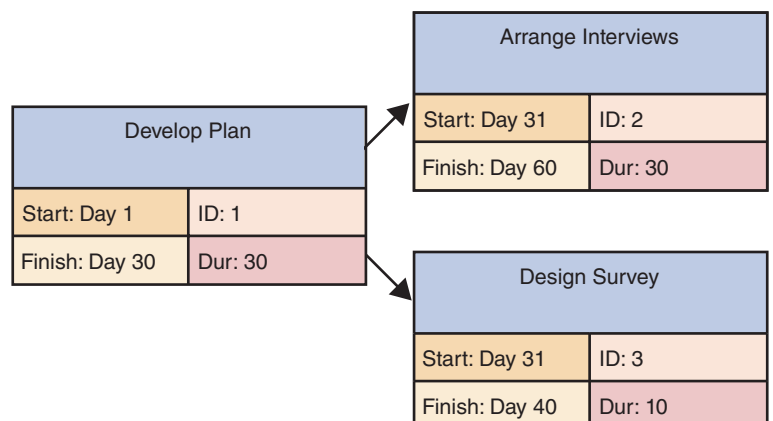 Develop Plan
Start: Day 1 ID: 1
Finish: Day 30 Dur: 30
Arrange Interviews
Start: Day 31 ID: 2
Finish: Day 60 Dur: 30
Design Survey
Start: Day 31 ID: 3
Finish: Day 40 Dur: 10